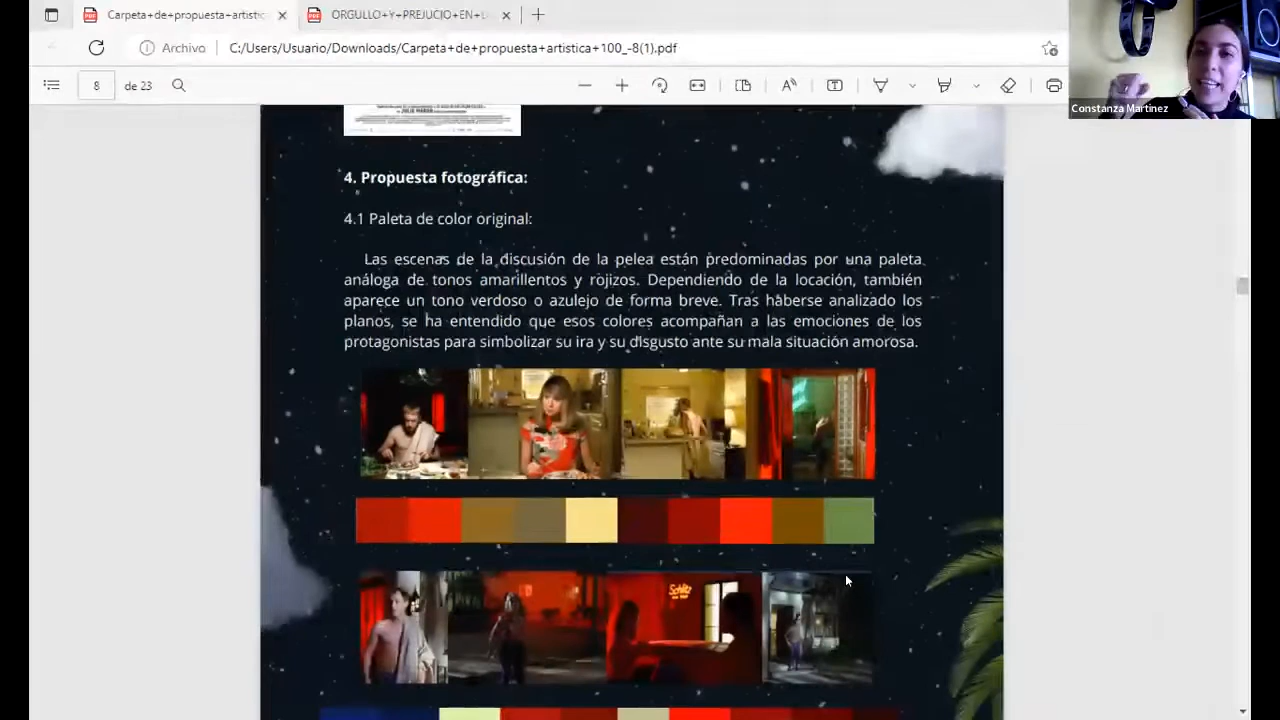 Carpeta+de+propuesta+artistic
ORGULLO+Y+PREJUCIO+EN+
Archivo
C:/Users/Usuario/Downloads/Carpeta+de+propuesta+artistica+100_-8(1).pdf
8
de 23
Constanza Martinez
4. Propuesta fotográfica:
4.1 Paleta de color original:
Las escenas de la discusión de la pelea están predominadas por una paleta
análoga de tonos amarillentos y rojizos. Dependiendo de la locación, también
aparece un tono verdoso o azulejo de forma breve. Tras háberse analizado los
planos, se ha entendido que esos colores acompañan a las emociones de los
protagonistas para simbolizar su ira y su disgusto ante su mala situación amorosa.
Schlitz